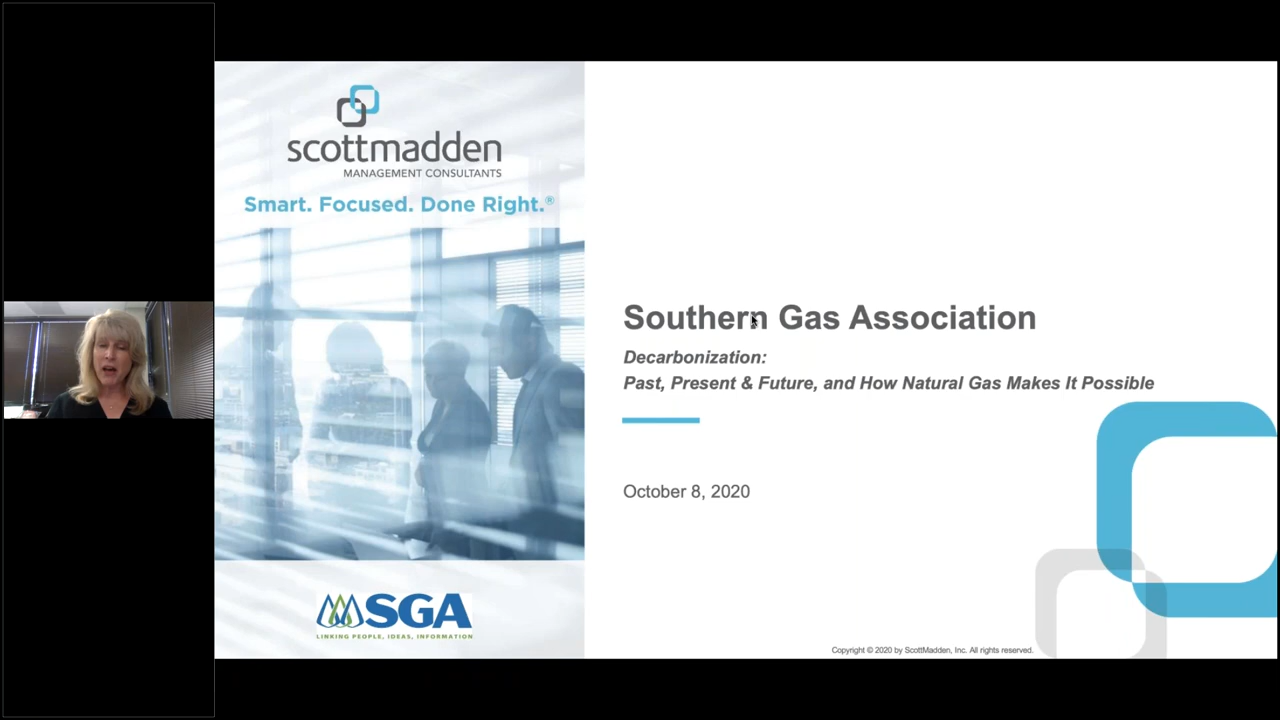 scottmadden
MANAGEMENT CONSULTANTS
Smart. Focused. Done Right.®
SGA
LINKING PEOPLE, IDEAS, INFORMATION
Southern Gas Association
Decarbonization:
Past, Present & Future, and How Natural Gas Makes It Possible
October 8, 2020
Copyright © 2020 by ScottMadden, Inc. All rights reserved.